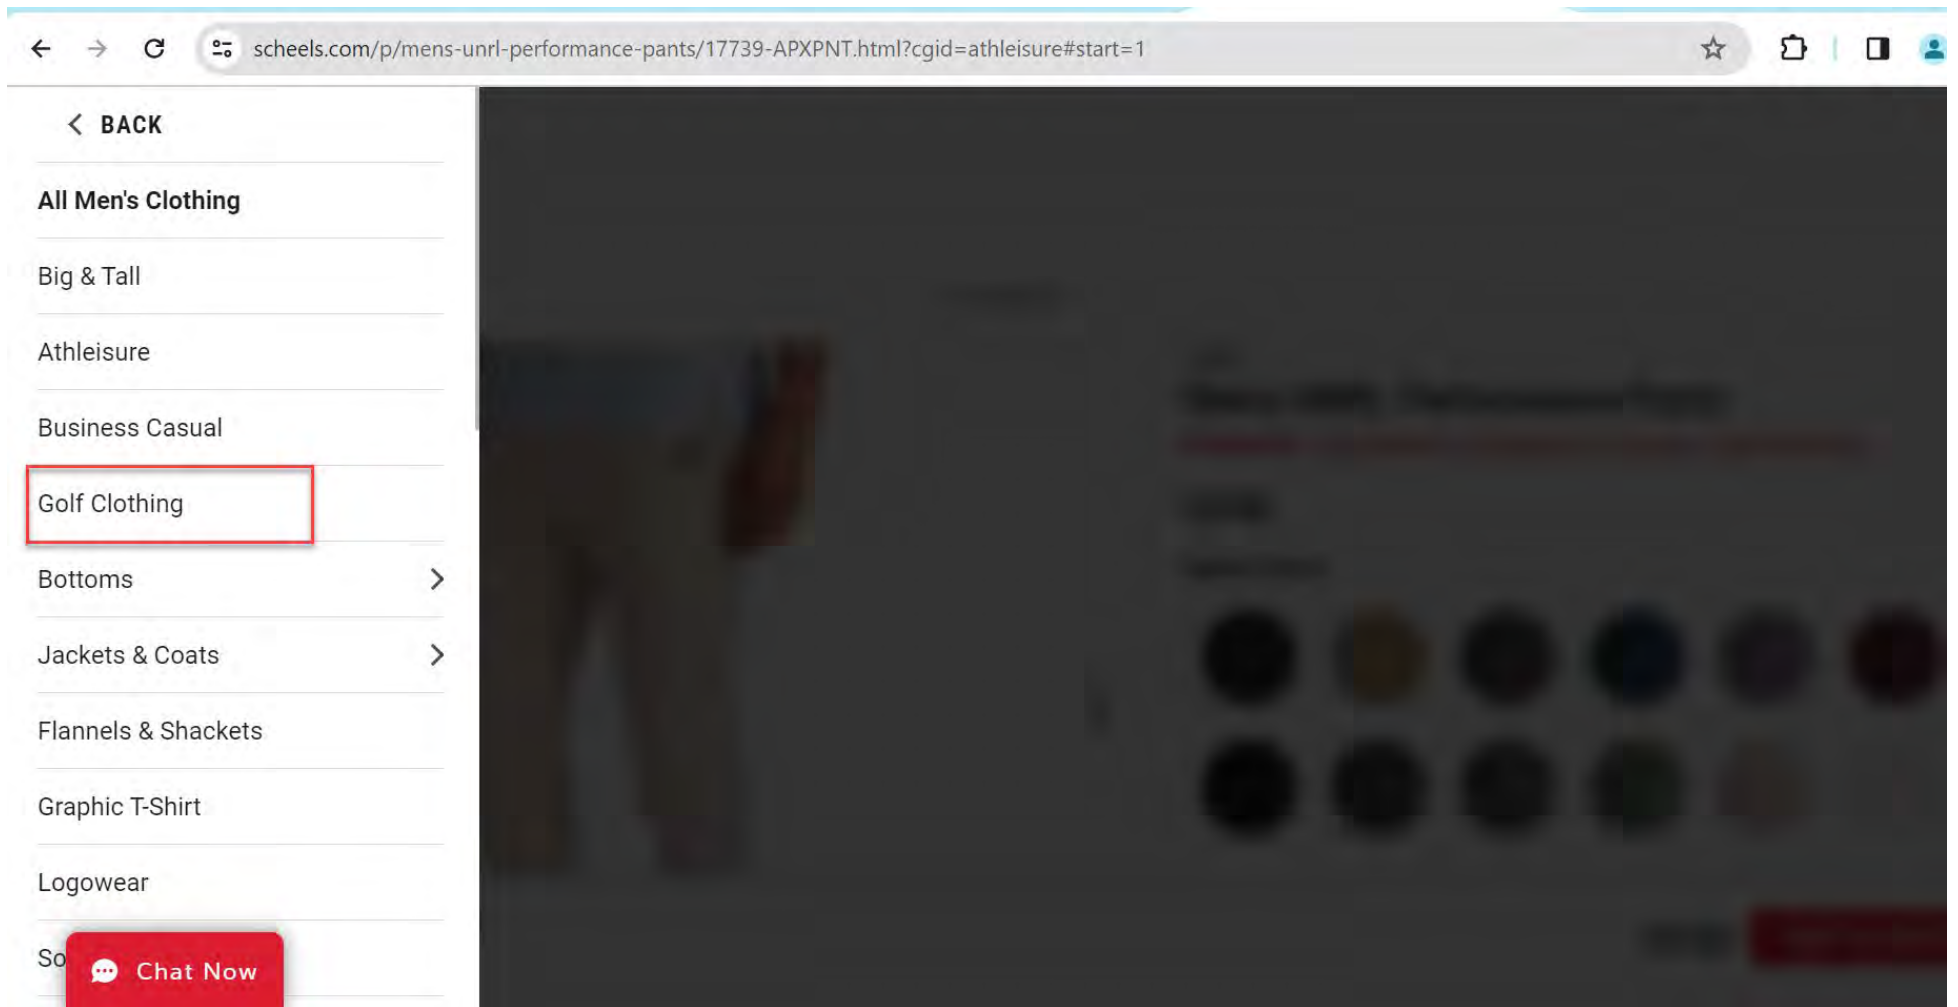 scheels.com/p/mens-unrl-performance-pants/17739-APXPNT.html?cgid=athleisure#start=1
BACK
All Men's Clothing
Big & Tall
Athleisure
Business Casual
Golf Clothing
Bottoms
Jackets & Coats
Flannels & Shackets
Graphic T-Shirt
Logowear
Chat Now